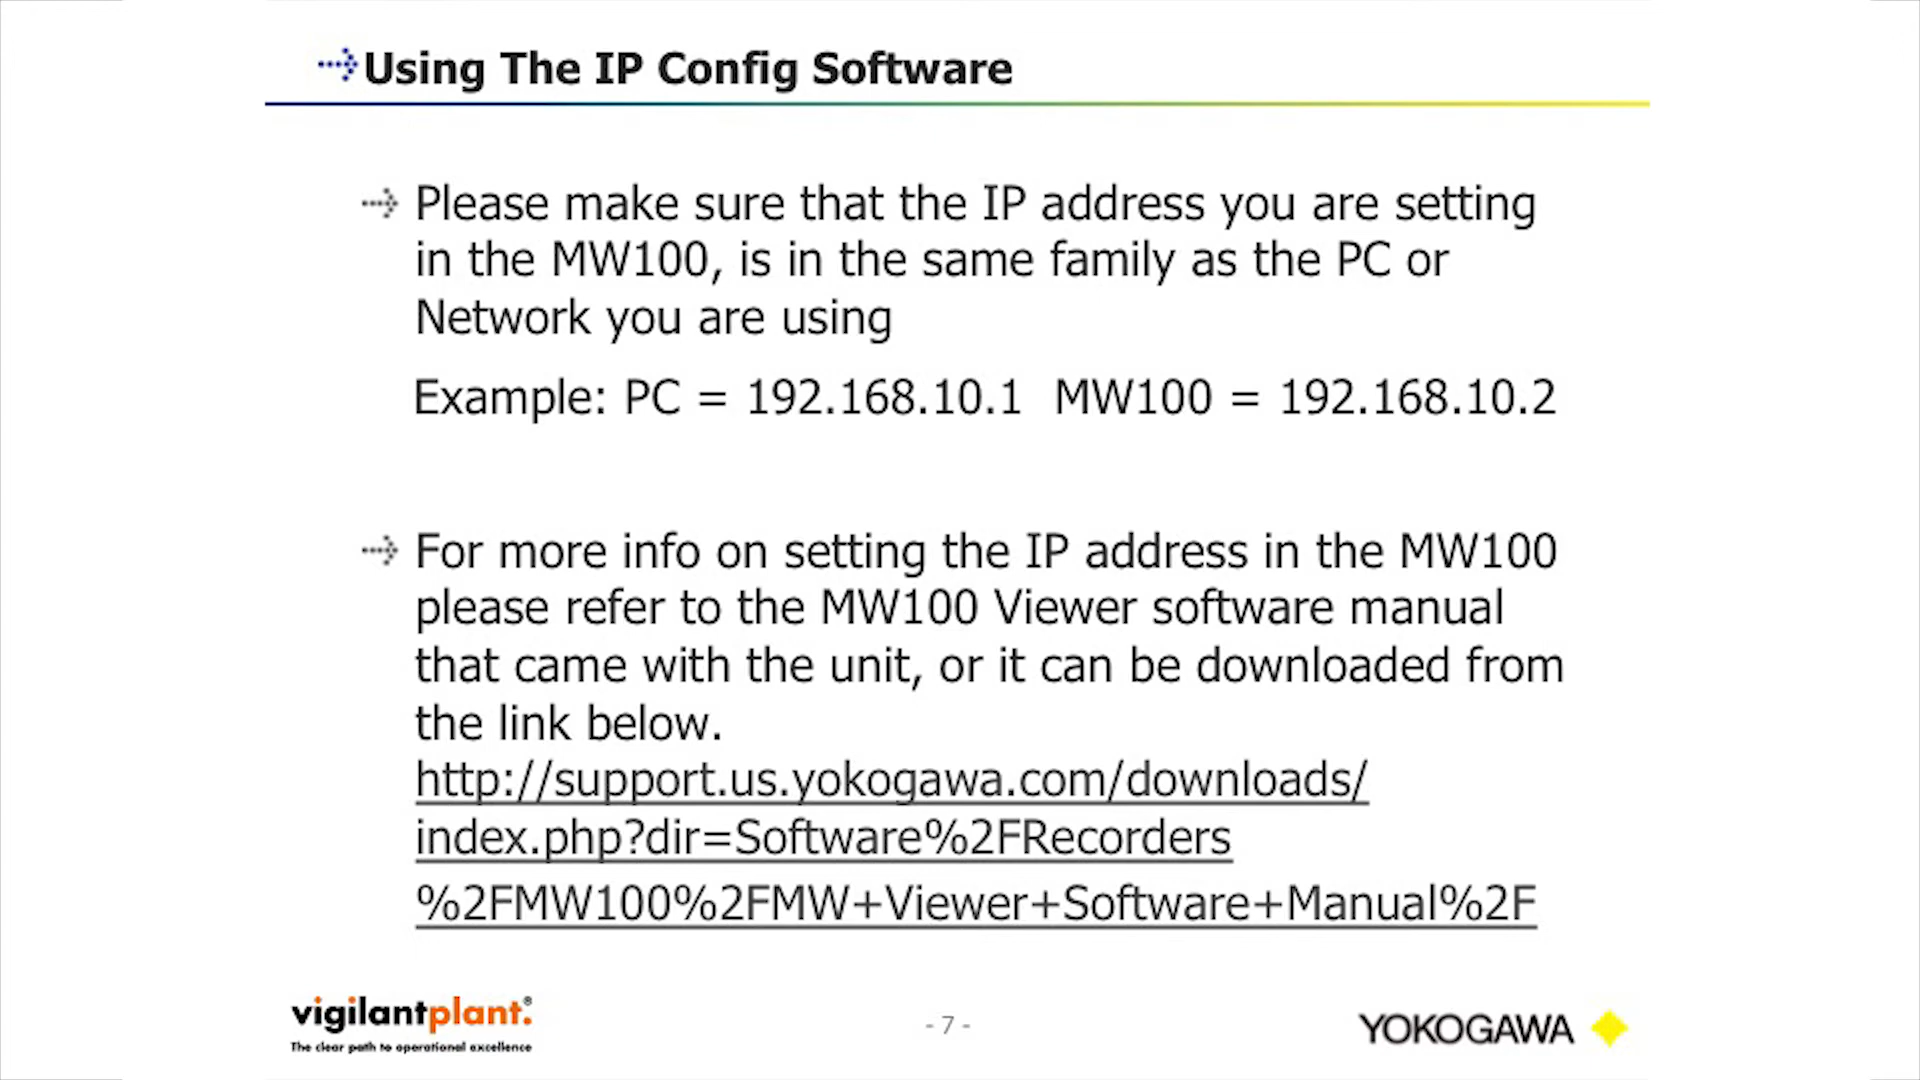 Using The IP Config Software
Please make sure that the IP address you are setting
in the MW100, is in the same family as the PC or
Network you are using
Example: PC = 192.168.10.1 MW100 = 192.168.10.2
For more info on setting the IP address in the MW100
please refer to the MW100 Viewer software manual
that came with the unit, or it can be downloaded from
the link below.
http://support.us.yokogawa.com/downloads/
index.php?dir=Software%2FRecorders
%2FMW100%2FMW+Viewer+Software+Manual%2F
vigilantplant.®
The clear path to operational excellence
- 7 -
YOKOGAWA